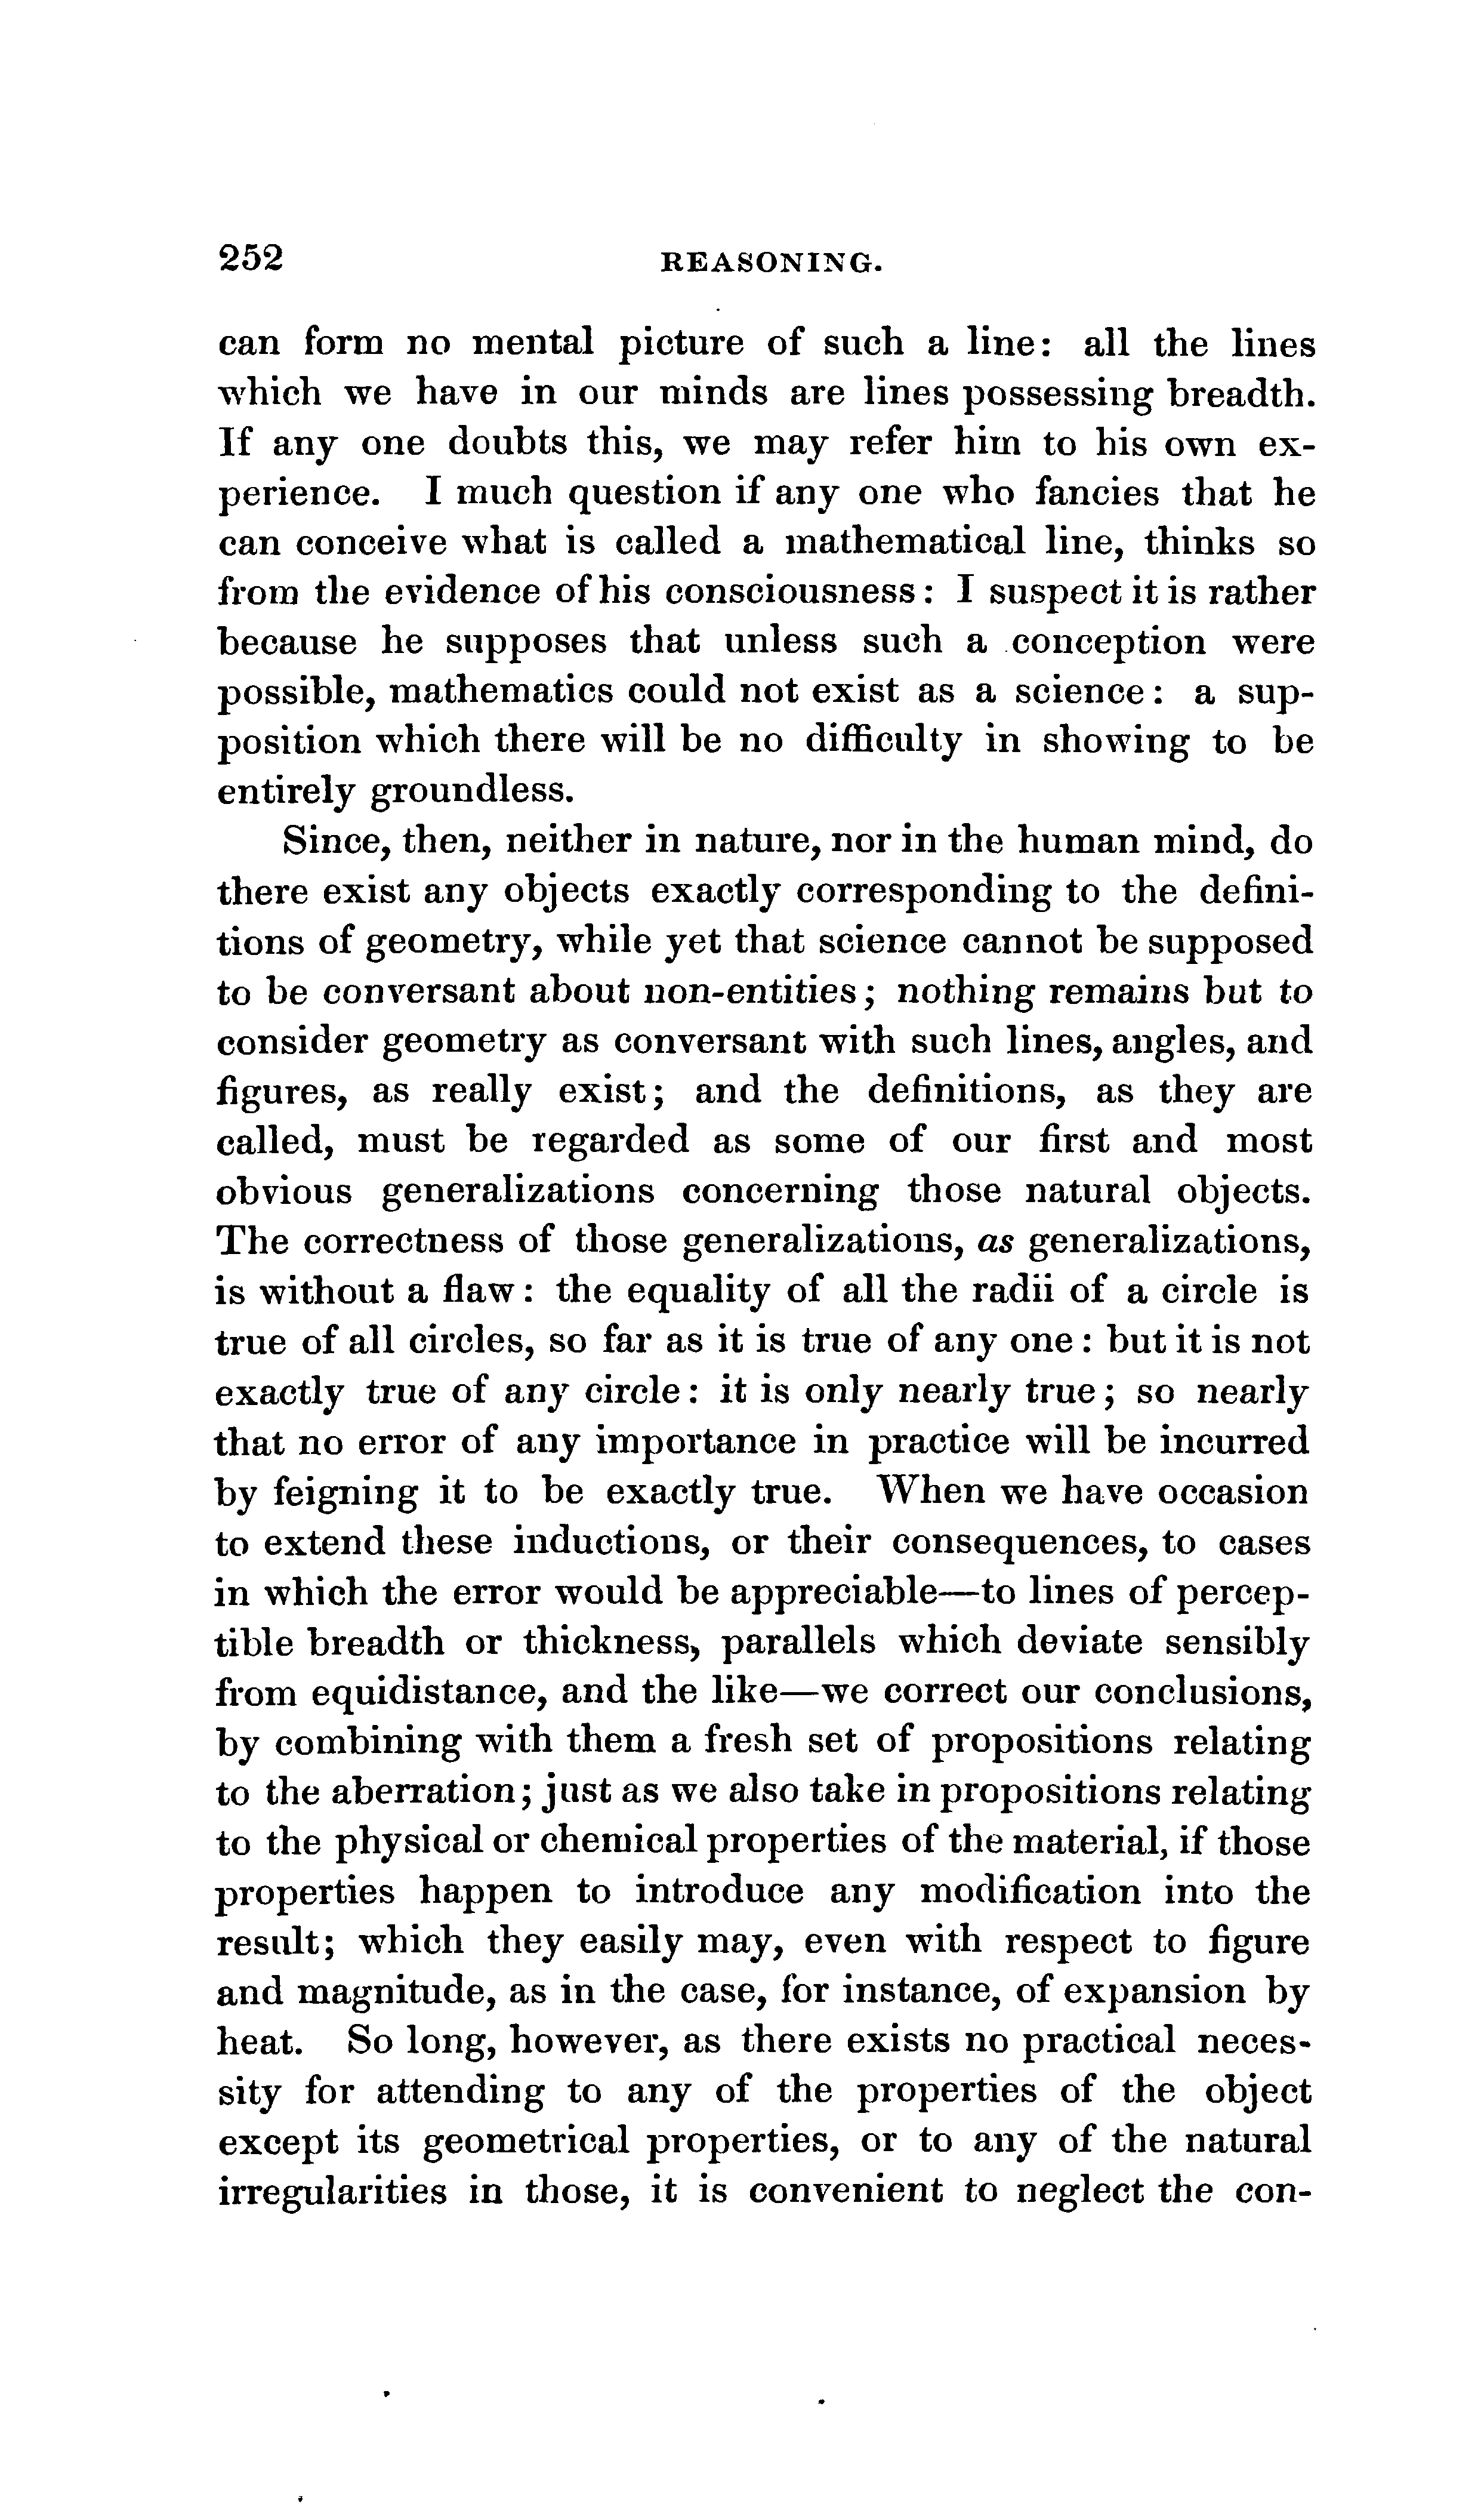 252 REASONING.
can form no mental picture of such a line: all the lines
which we have in our minds are lines possessing breadth.
If any one doubts this, we may refer him to his own ex-
perience. I much question if any one who fancies that he
can conceive what is called a mathematical line, thinks so
from the evidence of his consciousness: I suspect it is rather
because he supposes that unless such a conception were
possible, mathematics could not exist as a science: a sup-
position which there will be no difficulty in showing to be
entirely groundless.
Since, then, neither in nature, nor in the human mind, do
there exist any objects exactly corresponding to the defini-
tions of geometry, while yet that science cannot be supposed
to be conversant about non-entities; nothing remains but to
consider geometry as conversant with such lines, angles, and
figures, as really exist; and the definitions, as they are
called, must be regarded as some of our first and most
obvious generalizations concerning those natural objects.
The correctness of those generalizations, as generalizations,
is without a flaw: the equality of all the radii of a circle is
true of all circles, so far as it is true of any one: but it is not
exactly true of any circle: it is only nearly true; so nearly
that no error of any importance in practice will be incurred
by feigning it to be exactly true. When we have occasion
to extend these inductions, or their consequences, to cases
in which the error would be appreciable—to lines of percep-
tible breadth or thickness, parallels which deviate sensibly
from equidistance, and the like—we correct our conclusions,
by combining with them a fresh set of propositions relating
to the aberration; just as we also take in propositions relating
to the physical or chemical properties of the material, if those
properties happen to introduce any modification into the
result; which they easily may, even with respect to figure
and magnitude, as in the case, for instance, of expansion by
heat. So long, however, as there exists no practical neces-
sity for attending to any of the properties of the object
except its geometrical properties, or to any of the natural
irregularities in those, it is convenient to neglect the con-